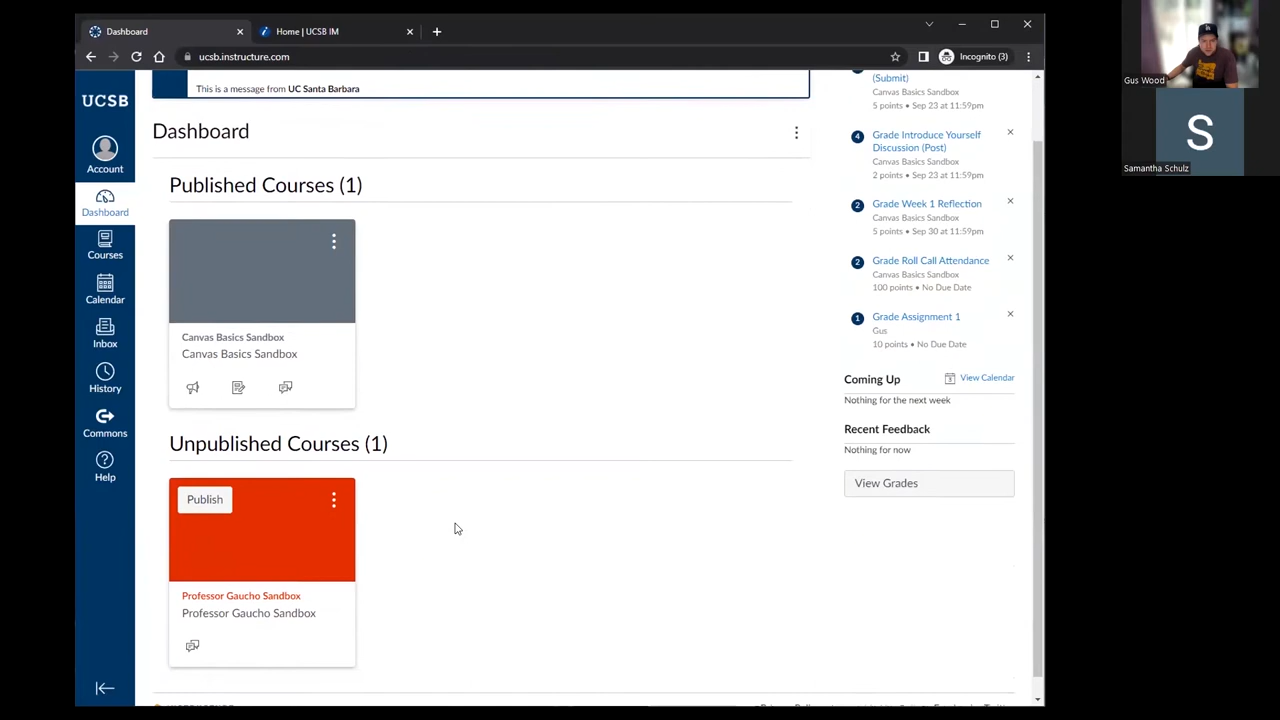 Dashboard
Home | UCSB IM
ucsb.instructure.com
Incognito (3)
Gus Wood
Samantha Schulz
UCSB
Account
Dashboard
Courses
Calendar
Inbox
History
Commons
Help
This is a message from UC Santa Barbara
Dashboard
Published Courses (1)
Canvas Basics Sandbox
Canvas Basics Sandbox
Unpublished Courses (1)
Publish
Professor Gaucho Sandbox
Professor Gaucho Sandbox
(Submit)
Canvas Basics Sandbox
5 points • Sep 23 at 11:59pm
4
Grade Introduce Yourself
Discussion (Post)
Canvas Basics Sandbox
2 points • Sep 23 at 11:59pm
2
Grade Week 1 Reflection
Canvas Basics Sandbox
5 points • Sep 30 at 11:59pm
2
Grade Roll Call Attendance
Canvas Basics Sandbox
100 points • No Due Date
1
Grade Assignment 1
Gus
10 points • No Due Date
Coming Up
View Calendar
Nothing for the next week
Recent Feedback
Nothing for now
View Grades
S